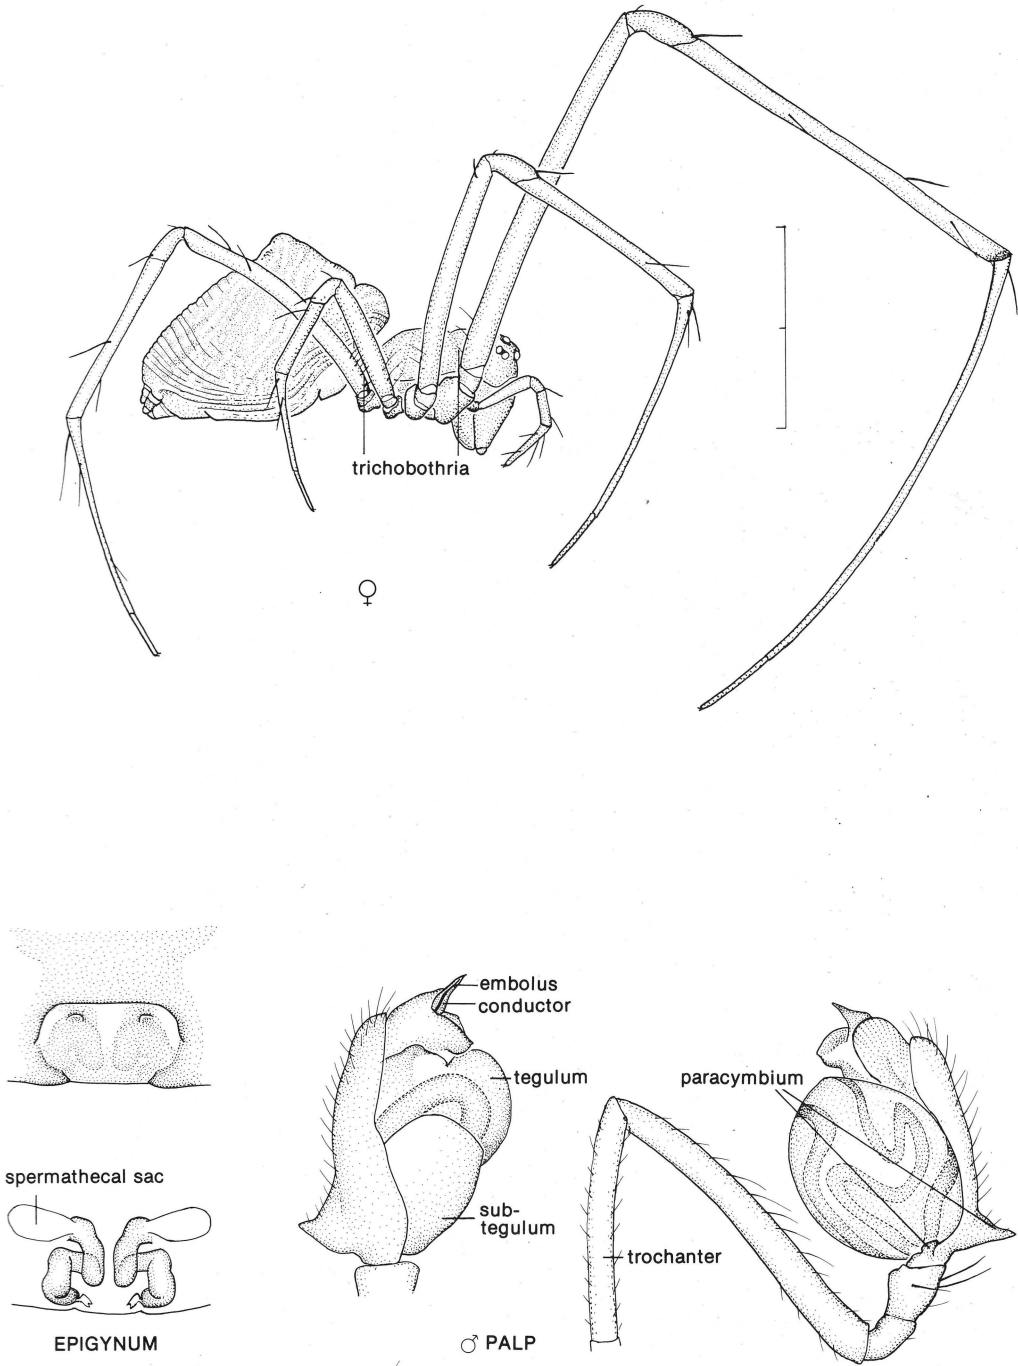 trichobothria
♀
embolus
conductor
tegulum
paracymbium
spermathecal sac
sub-
tegulum
trochanter
EPIGYNUM
♂ PALP